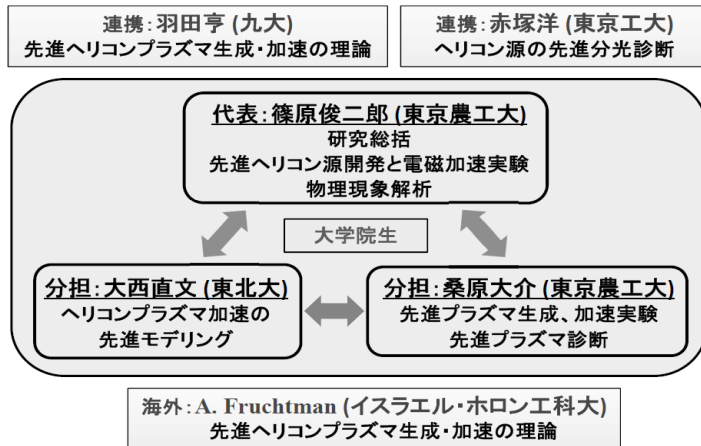 連携:羽田亨(九大)
先進ヘリコンプラズマ生成・加速の理論
連携:赤塚洋(東京工大)
ヘリコン源の先進分光診断
代表:篠原俊二郎(東京農工大)
研究総括
先進ヘリコン源開発と電磁加速実験
物理現象解析
大学院生
分担:大西直文(東北大)
ヘリコンプラズマ加速の
先進モデリング
分担:桑原大介(東京農工大)
先進プラズマ生成、加速実験
先進プラズマ診断
海外:A. Fruchtman(イスラエル・ホロン工科大)
先進ヘリコンプラズマ生成・加速の理論